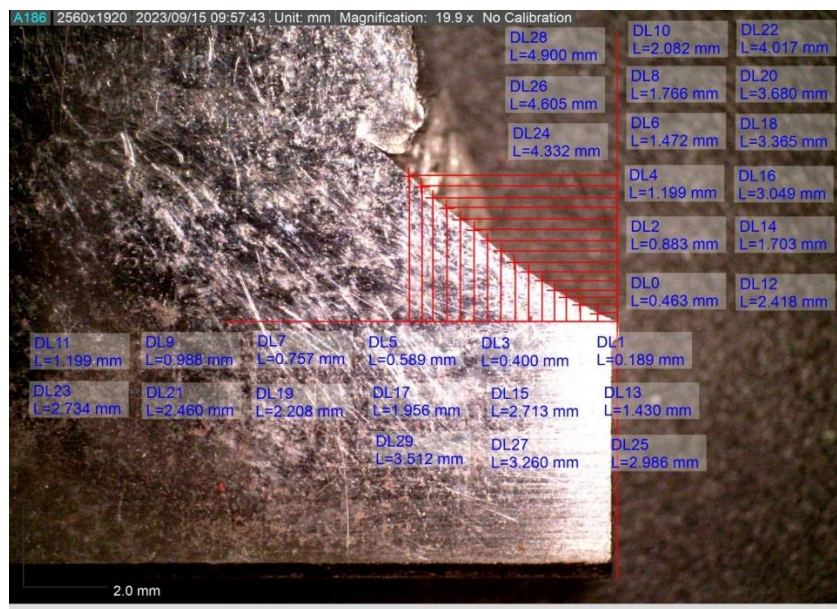 A186 2560x1920 2023/09/15 09:57:43 Unit: mm Magnification: 19.9 x No Calibration
DL28
L=4.900 mm
DL10
L=2.082 mm
DL22
L=4.017 mm
DL26
L=4.605 mm
DL8
L=1.766 mm
DL20
L=3.680 mm
DL24
L=4.332 mm
DL6
L=1.472 mm
DL18
L=3.365 mm
DL4
L=1.199 mm
DL16
L=3.049 mm
DL2
L=0.883 mm
DL14
L=1.703 mm
DL0
L=0.463 mm
DL12
L=2.418 mm
DL11
L=1.199 mm
DL9
L=0.988 mm
DL7
L=0.757 mm
DL5
L=0.589 mm
DL3
L=0.400 mm
DL1
L=0.189 mm
DL23
L=2.734 mm
DL21
L=2.460 mm
DL19
L=2.208 mm
DL17
L=1.956 mm
DL15
L=2.713 mm
DL13
L=1.430 mm
DL29
L=3.512 mm
DL27
L=3.260 mm
DL25
L=2.986 mm
2.0 mm